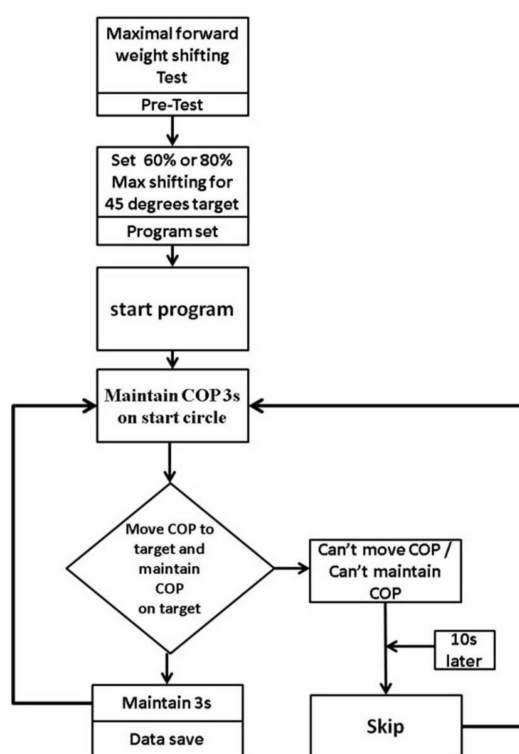 Maximal forward
weight shifting
Test
Pre-Test
Set 60% or 80%
Max shifting for
45 degrees target
Program set
start program
Maintain COP 3s
on start circle
Move COP to
target and
maintain
COP
on target
Can't move COP /
Can't maintain
COP
10s
later
Maintain 3s
Data save
Skip